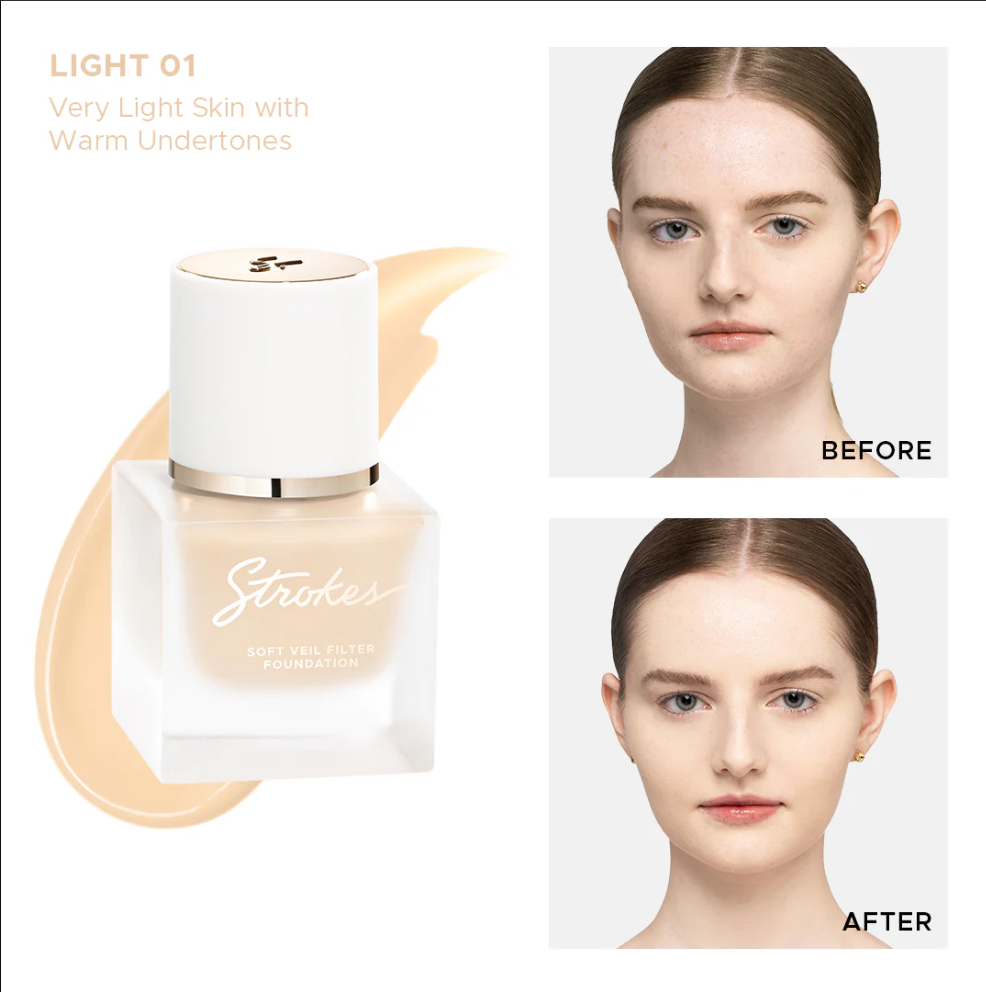 LIGHT 01
Very Light Skin with
Warm Undertones
Strokes
SOFT VEIL FILTER
FOUNDATION
BEFORE
AFTER